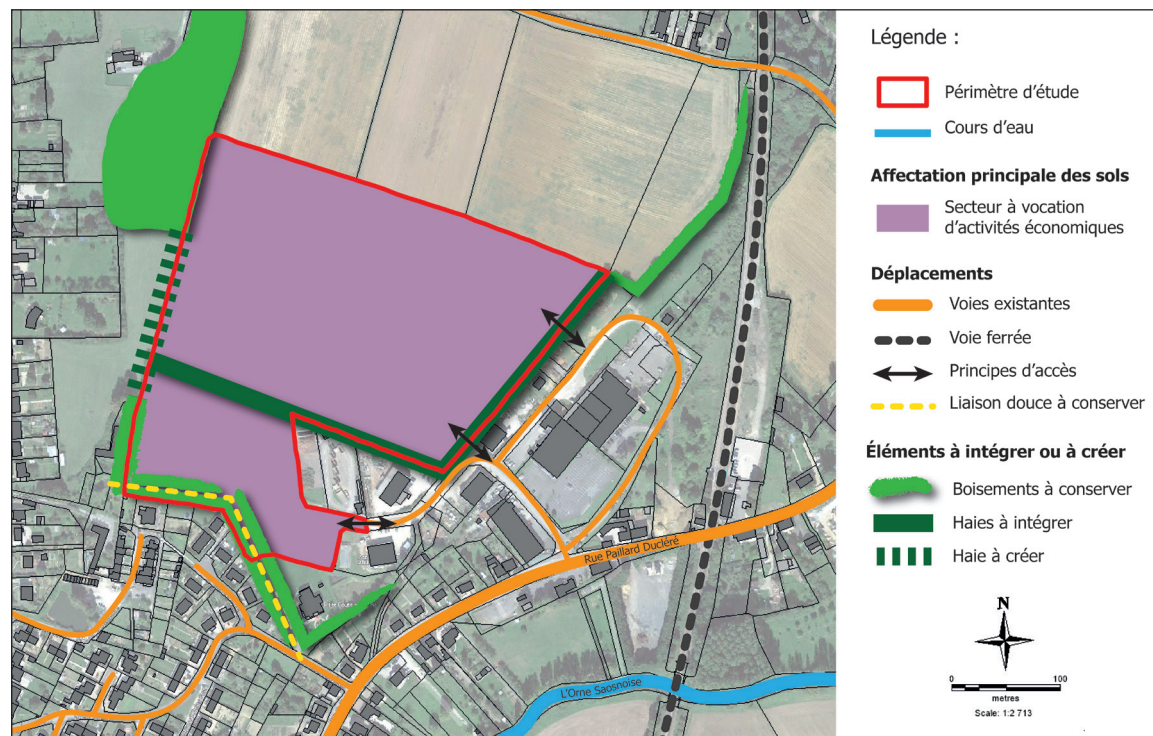 Légende :
Périmètre d'étude
Cours d'eau
Affectation principale des sols
Secteur à vocation
d'activités économiques
Déplacements
Voies existantes
Voie ferrée
Principes d'accès
Liaison douce à conserver
Éléments à intégrer ou à créer
Boisements à conserver
Haies à intégrer
Haie à créer
N
0 100
metres
Scale: 1:2 713
Rue Paillard Ducléré
L'Orne Saosnoise